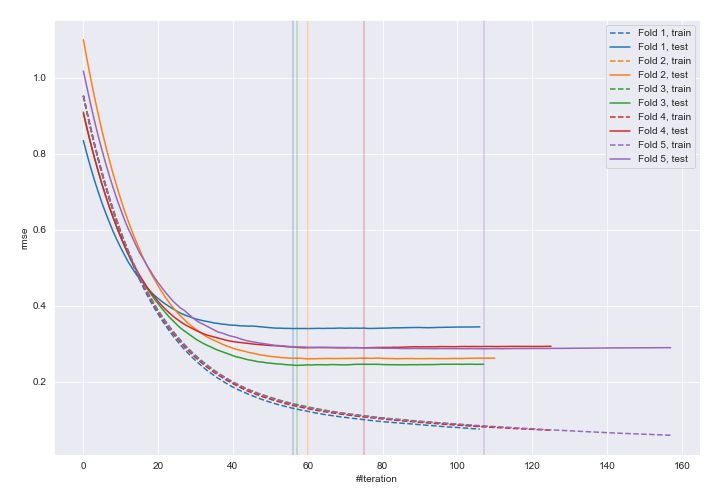 Fold 1, train
Fold 1, test
Fold 2, train
Fold 2, test
Fold 3, train
Fold 3, test
Fold 4, train
Fold 4, test
Fold 5, train
Fold 5, test
1.0
0.8
0.6
0.4
0.2
rmse
0 20 40 60 80 100 120 140 160
#Iteration